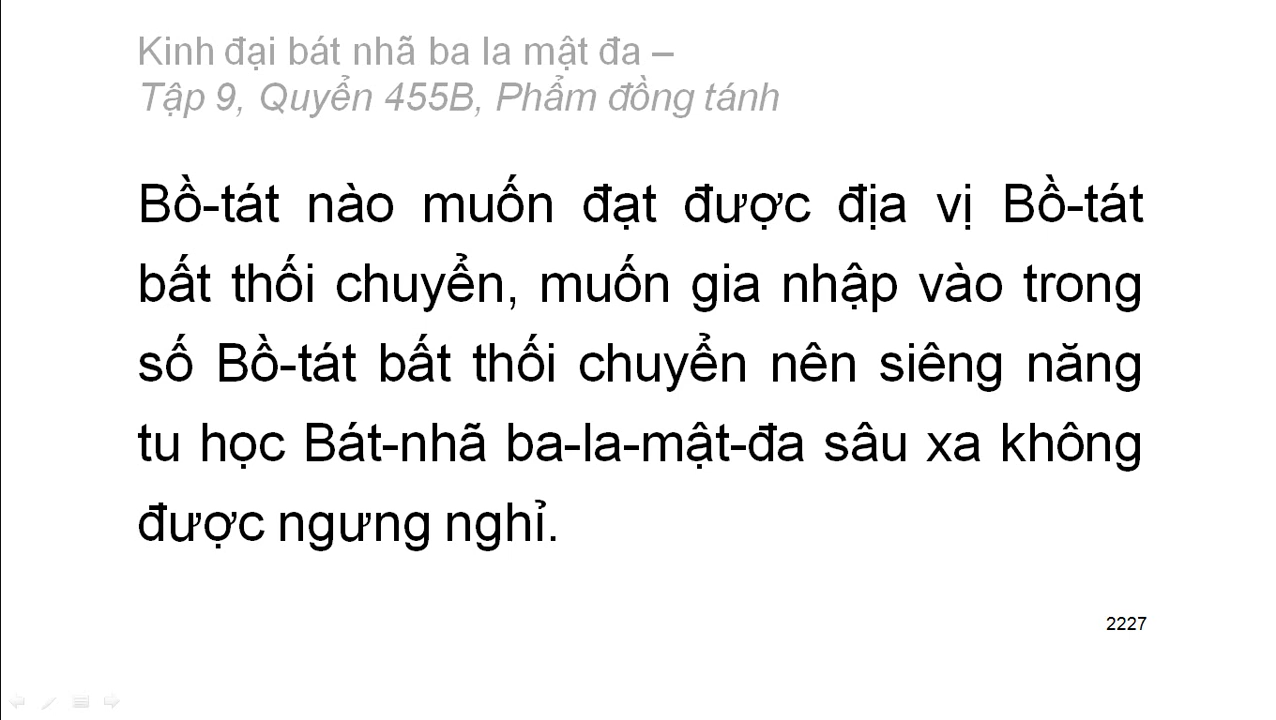 Kinh đại bát nhã ba la mật đa –
Tập 9, Quyển 455B, Phẩm đồng tánh
Bồ-tát nào muốn đạt được địa vị Bồ-tát
bất thối chuyển, muốn gia nhập vào trong
số Bồ-tát bất thối chuyển nên siêng năng
tu học Bát-nhã ba-la-mật-đa sâu xa không
được ngưng nghỉ.
2227